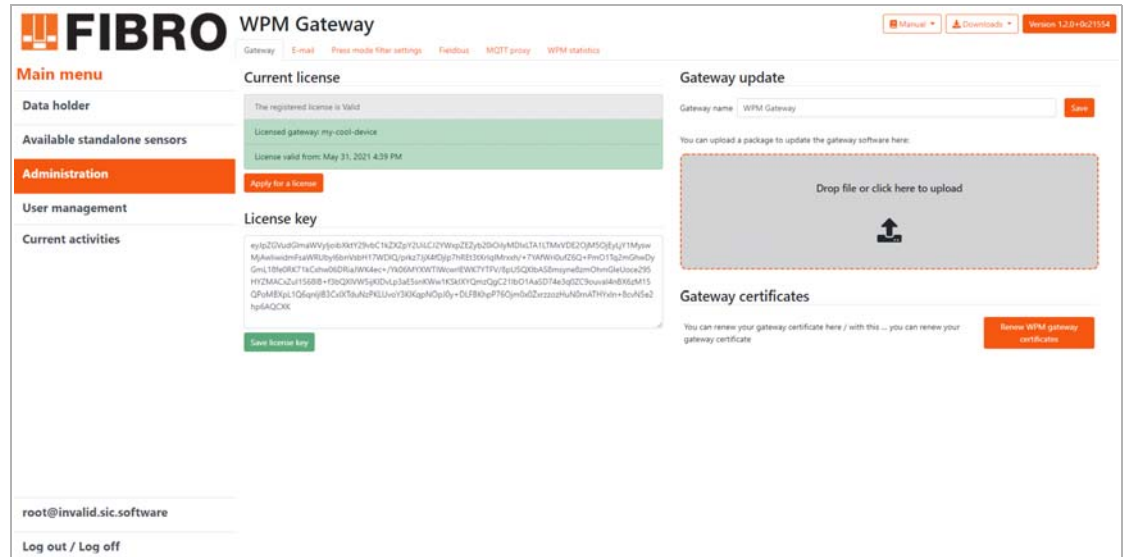 FIBRO
WPM Gateway
Manual
Downloads
Version 1.2.0+0c21554
Gateway
E-mail
Press mode filter settings
Fieldbus
MQTT proxy
WPM statistics
Main menu
Data holder
Available standalone sensors
Administration
User management
Current activities
root@invalid.sic.software
Log out / Log off
Current license
The registered license is Valid
Licensed gateway: my-cool-device
License valid from: May 31, 2021 4:39 PM
Apply for a license
License key
Save license key
Gateway update
Gateway name
WPM Gateway
Save
You can upload a package to update the gateway software here:
Drop file or click here to upload
Gateway certificates
You can renew your gateway certificate here / with this ... you can renew your
gateway certificate
Renew WPM gateway
certificates